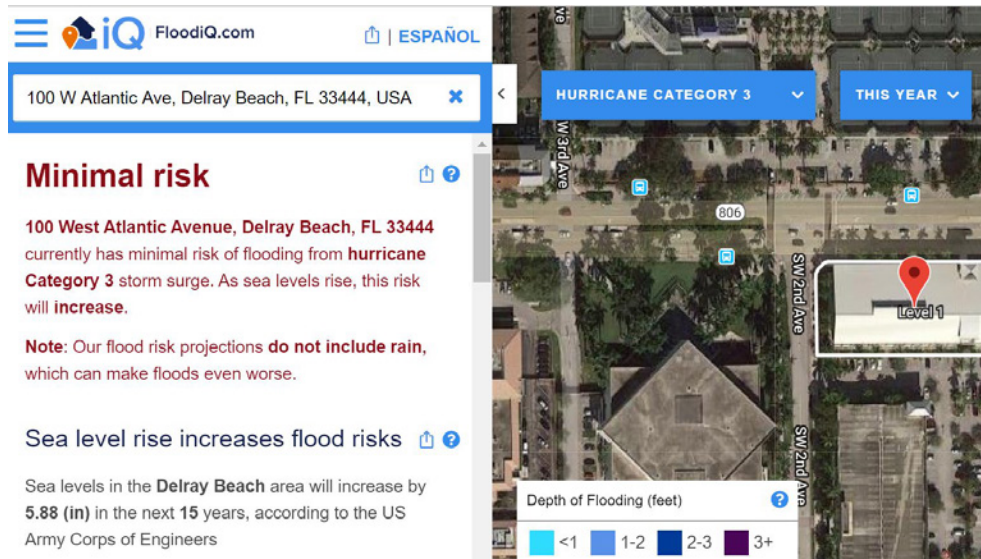 iQ FloodiQ.com | ESPAÑOL
100 W Atlantic Ave, Delray Beach, FL 33444, USA
Minimal risk
100 West Atlantic Avenue, Delray Beach, FL 33444
currently has minimal risk of flooding from hurricane
Category 3 storm surge. As sea levels rise, this risk
will increase.
Note: Our flood risk projections do not include rain,
which can make floods even worse.
Sea level rise increases flood risks
Sea levels in the Delray Beach area will increase by
5.88 (in) in the next 15 years, according to the US
Army Corps of Engineers
HURRICANE CATEGORY 3
THIS YEAR
W 3rd Ave
806
SW 2nd Ave
Level 1
SW 2nd Ave
Depth of Flooding (feet)
<1 1-2 2-3 3+